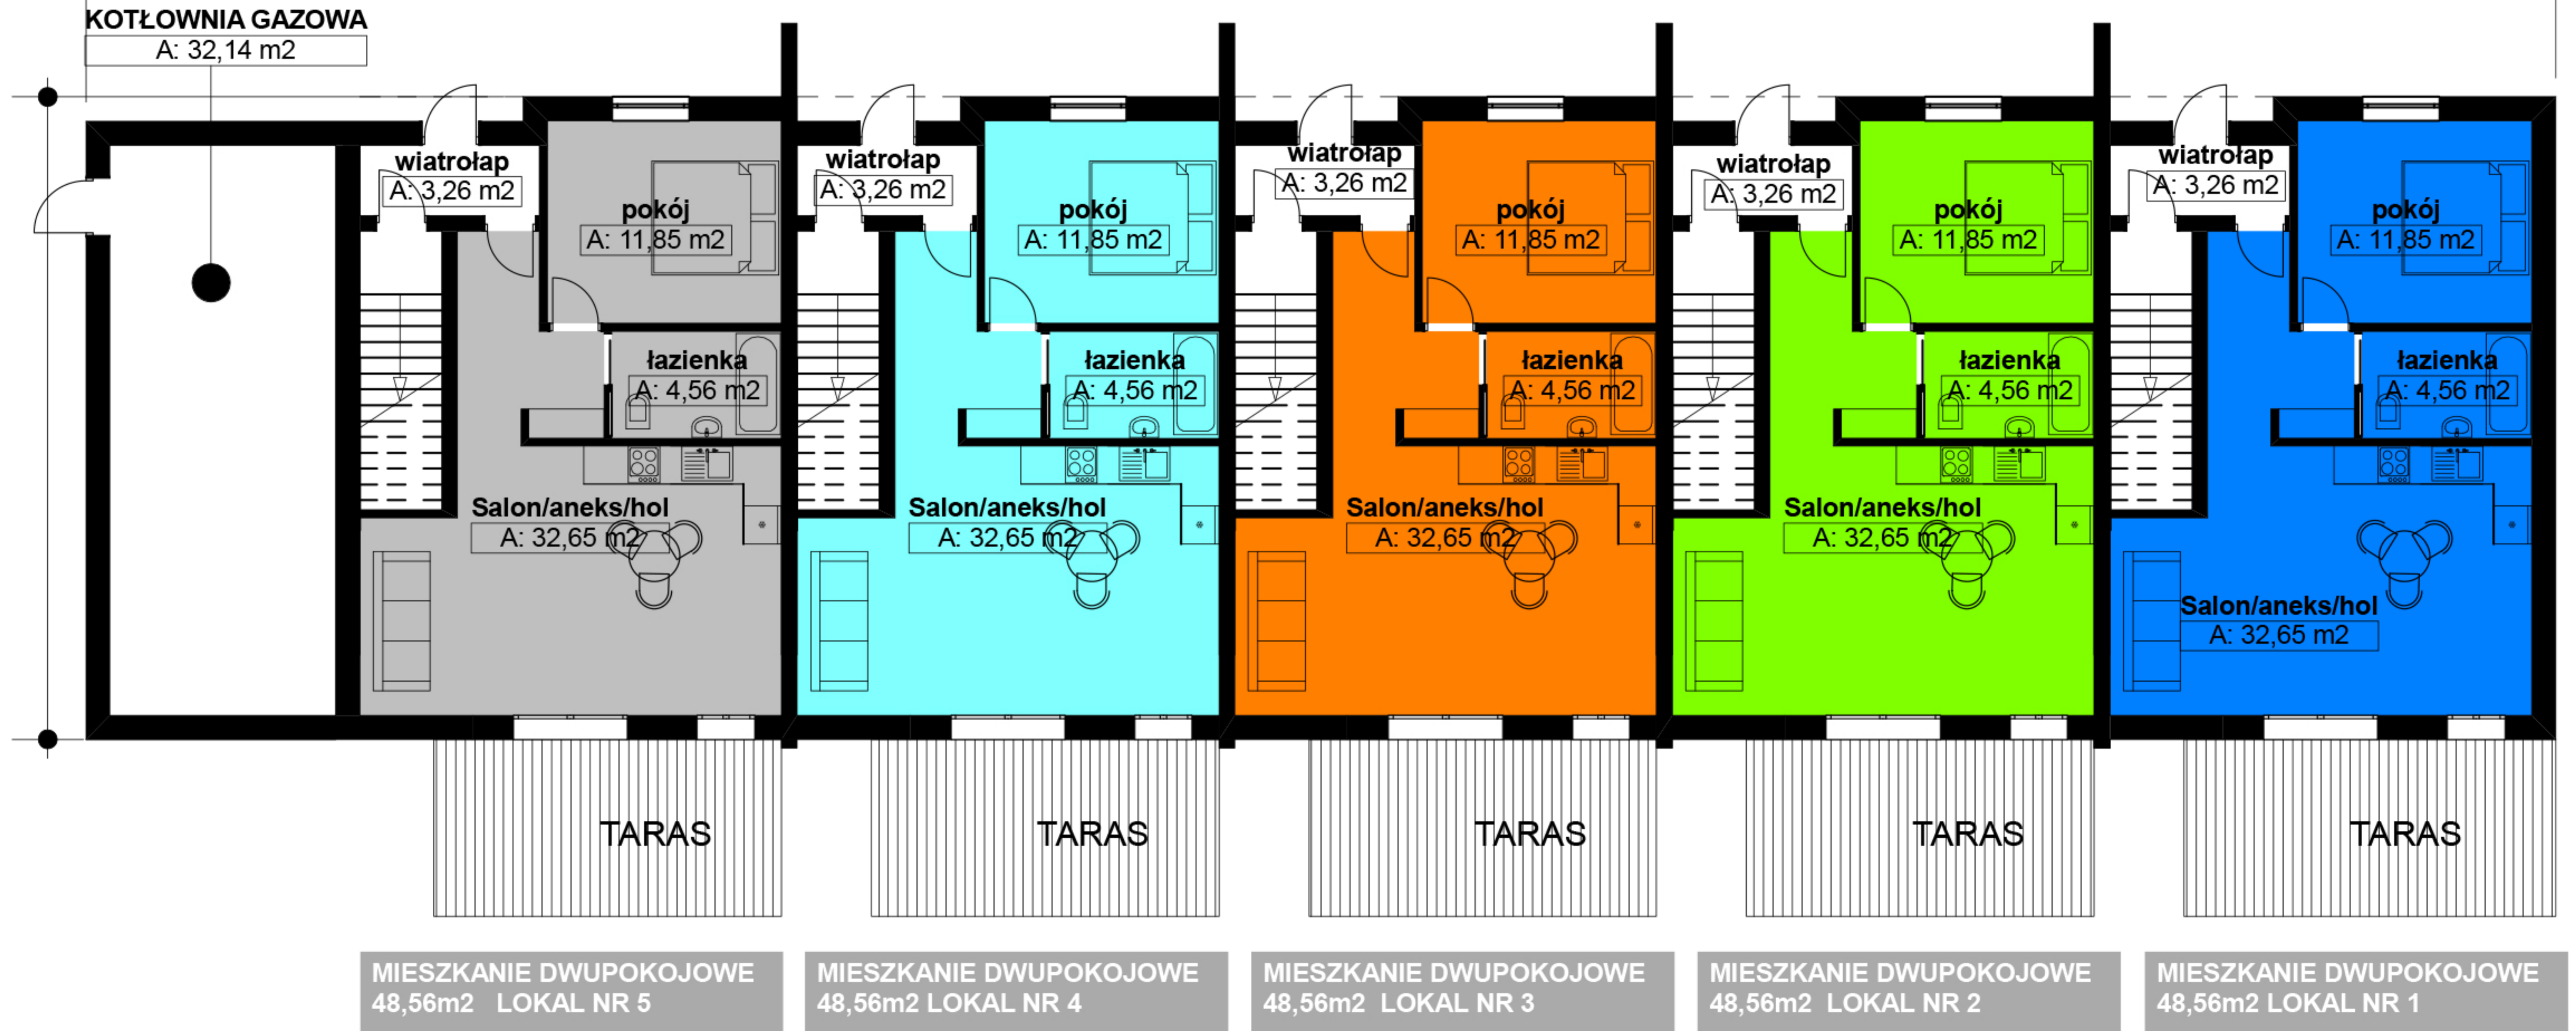 KOTŁOWNIA GAZOWA
A: 32,14 m2
wiatrołap
A: 3,26 m2
pokój
A: 11,85 m2
łazienka
A: 4,56 m2
Salon/aneks/hol
A: 32,65 m2
TARAS
MIESZKANIE DWUPOKOJOWE
48,56m2 LOKAL NR 5
wiatrołap
A: 3,26 m2
pokój
A: 11,85 m2
łazienka
A: 4,56 m2
Salon/aneks/hol
A: 32,65 m2
TARAS
MIESZKANIE DWUPOKOJOWE
48,56m2 LOKAL NR 4
wiatrołap
A: 3,26 m2
pokój
A: 11,85 m2
łazienka
A: 4,56 m2
Salon/aneks/hol
A: 32,65 m2
TARAS
MIESZKANIE DWUPOKOJOWE
48,56m2 LOKAL NR 3
wiatrołap
A: 3,26 m2
pokój
A: 11,85 m2
łazienka
A: 4,56 m2
Salon/aneks/hol
A: 32,65 m2
TARAS
MIESZKANIE DWUPOKOJOWE
48,56m2 LOKAL NR 2
wiatrołap
A: 3,26 m2
pokój
A: 11,85 m2
łazienka
A: 4,56 m2
Salon/aneks/hol
A: 32,65 m2
TARAS
MIESZKANIE DWUPOKOJOWE
48,56m2 LOKAL NR 1